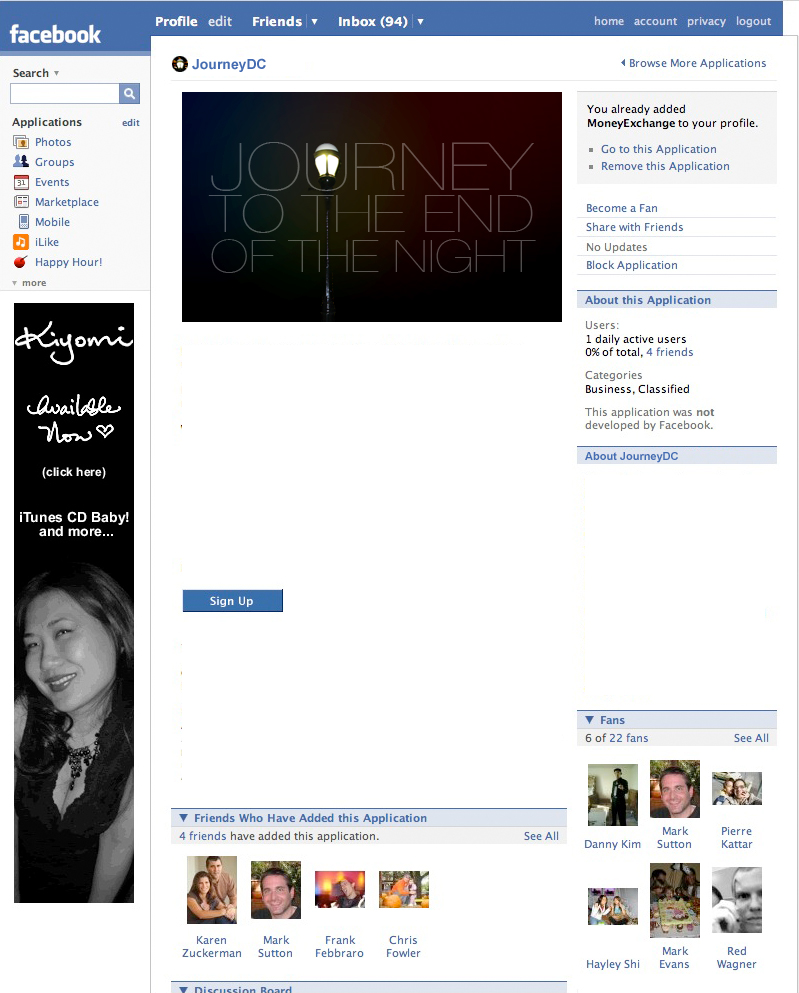 facebook
Profile edit Friends Inbox (94) home account privacy logout
Search
Applications edit
Photos
Groups
31 Events
Marketplace
Mobile
iLike
Happy Hour!
more
Kiyomi
Available
Now
(click here)
iTunes CD Baby!
and more...
JourneyDC
Browse More Applications
JOURNEY
TO THE END
OF THE NIGHT
Sign Up
Friends Who Have Added this Application
4 friends have added this application. See All
Karen
Zuckerman
Mark
Sutton
Frank
Febbraro
Chris
Fowler
Discussion Board
You already added
MoneyExchange to your profile.
Go to this Application
Remove this Application
Become a Fan
Share with Friends
No Updates
Block Application
About this Application
Users:
1 daily active users
0% of total, 4 friends
Categories
Business, Classified
This application was not
developed by Facebook.
About JourneyDC
Fans
6 of 22 fans See All
Danny Kim
Mark
Sutton
Pierre
Kattar
Hayley Shi
Mark
Evans
Red
Wagner